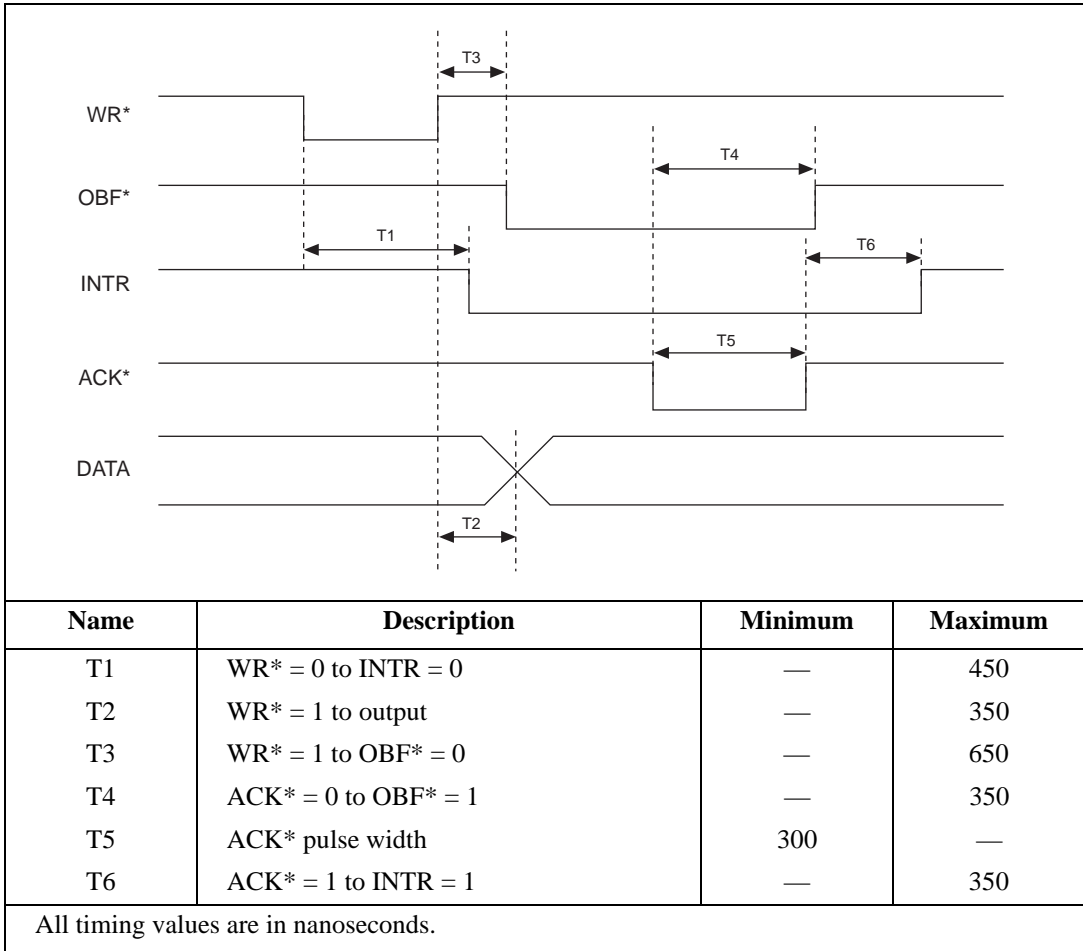 T3
WR*
T4
OBF*
T1
T6
INTR
T5
ACK*
DATA
T2
Name Description Minimum Maximum
T1 WR* = 0 to INTR = 0 — 450
T2 WR* = 1 to output — 350
T3 WR* = 1 to OBF* = 0 — 650
T4 ACK* = 0 to OBF* = 1 — 350
T5 ACK* pulse width 300 —
T6 ACK* = 1 to INTR = 1 — 350
All timing values are in nanoseconds.